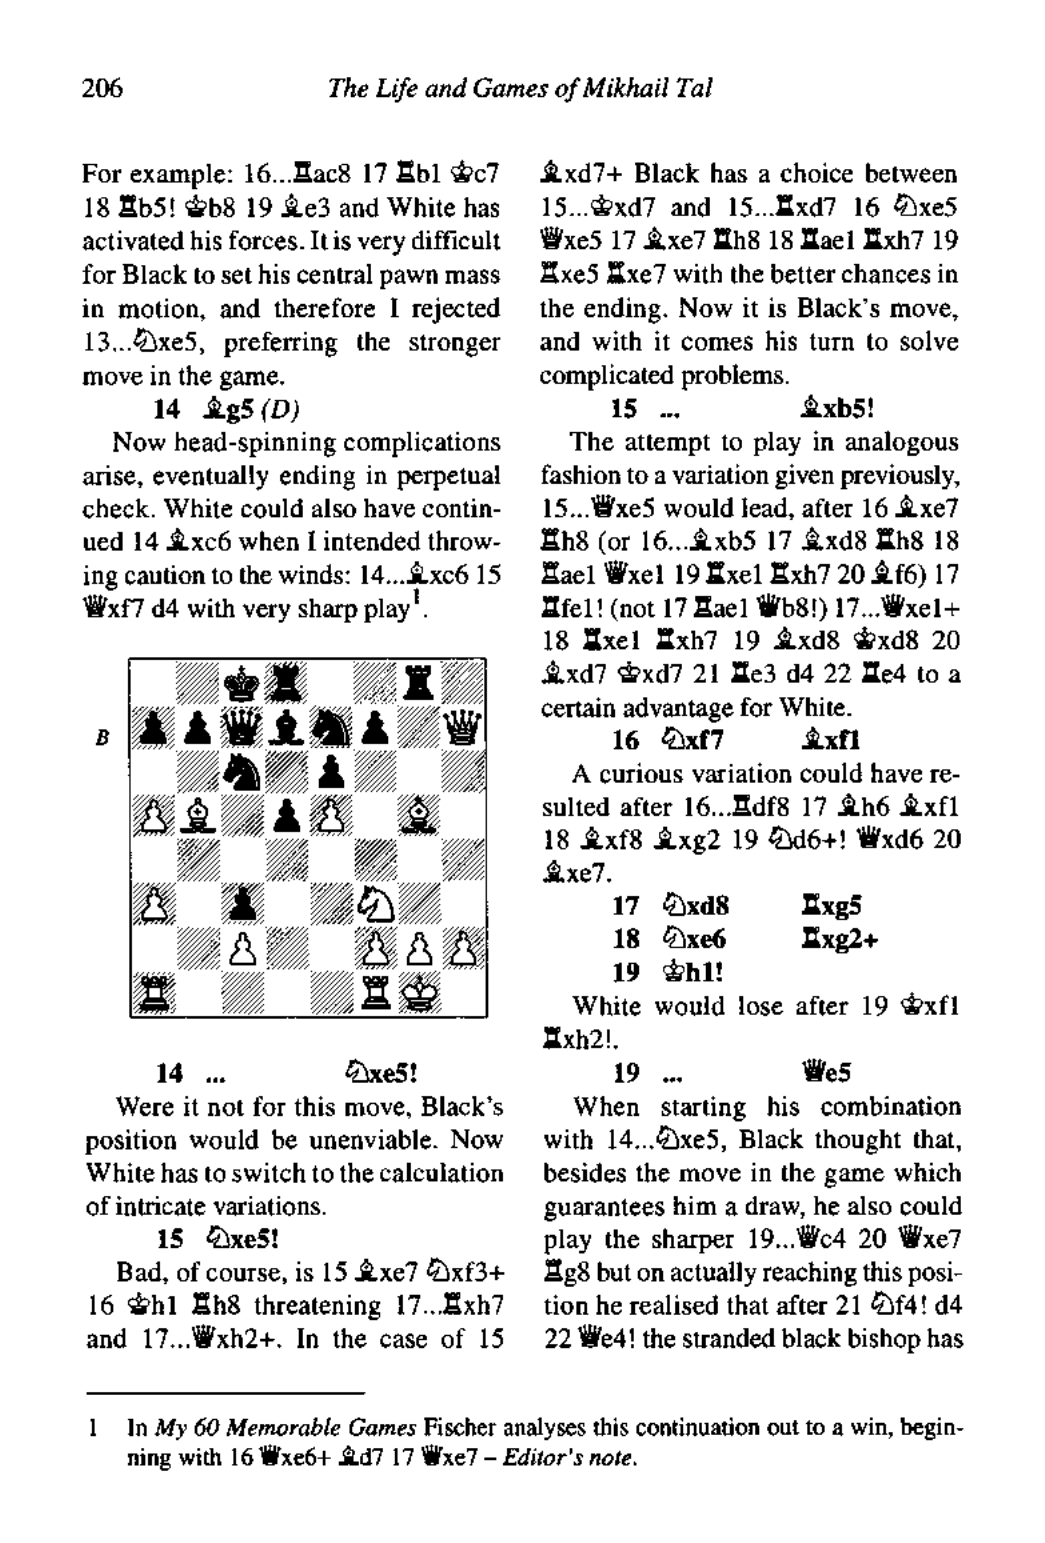 206
The Life and Games of Mikhail Tal
For example: 16...♜ac8 17 ♜b1 ♚c7
18 ♜b5! ♚b8 19 ♝e3 and White has
activated his forces. It is very difficult
for Black to set his central pawn mass
in motion, and therefore I rejected
13...♞xe5, preferring the stronger
move in the game.
14 ♝g5 (D)
Now head-spinning complications
arise, eventually ending in perpetual
check. White could also have contin-
ued 14 ♝xc6 when I intended throw-
ing caution to the winds: 14...♝xc6 15
♛xf7 d4 with very sharp play¹.
B
14 ... ♞xe5!
Were it not for this move, Black's
position would be unenviable. Now
White has to switch to the calculation
of intricate variations.
15 ♞xe5!
Bad, of course, is 15 ♝xe7 ♞xf3+
16 ♚h1 ♜h8 threatening 17...♜xh7
and 17...♛xh2+. In the case of 15
♝xd7+ Black has a choice between
15...♚xd7 and 15...♜xd7 16 ♞xe5
♛xe5 17 ♝xe7 ♜h8 18 ♜ae1 ♜xh7 19
♜xe5 ♜xe7 with the better chances in
the ending. Now it is Black's move,
and with it comes his turn to solve
complicated problems.
15 ... ♝xb5!
The attempt to play in analogous
fashion to a variation given previously,
15...♛xe5 would lead, after 16 ♝xe7
♜h8 (or 16...♝xb5 17 ♝xd8 ♜h8 18
♜ae1 ♛xe1 19 ♜xe1 ♜xh7 20 ♝f6) 17
♜fe1! (not 17 ♜ae1 ♛b8!) 17...♛xe1+
18 ♜xe1 ♜xh7 19 ♝xd8 ♚xd8 20
♝xd7 ♚xd7 21 ♜e3 d4 22 ♜e4 to a
certain advantage for White.
16 ♞xf7 ♝xf1
A curious variation could have re-
sulted after 16...♜df8 17 ♝h6 ♝xf1
18 ♝xf8 ♝xg2 19 ♞d6+! ♛xd6 20
♝xe7.
17 ♞xd8 ♜xg5
18 ♞xe6 ♜xg2+
19 ♚h1!
White would lose after 19 ♚xf1
♜xh2!.
19 ... ♛e5
When starting his combination
with 14...♞xe5, Black thought that,
besides the move in the game which
guarantees him a draw, he also could
play the sharper 19...♛c4 20 ♛xe7
♜g8 but on actually reaching this posi-
tion he realised that after 21 ♞f4! d4
22 ♛e4! the stranded black bishop has
1 In My 60 Memorable Games Fischer analyses this continuation out to a win, begin-
ning with 16 ♛xe6+ ♝d7 17 ♛xe7 – Editor's note.